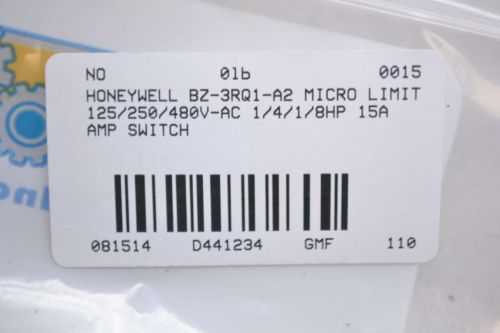 NO 0lb 0015
HONEYWELL BZ-3RQ1-A2 MICRO LIMIT
125/250/480V-AC 1/4/1/8HP 15A
AMP SWITCH
081514 D441234 GMF 110